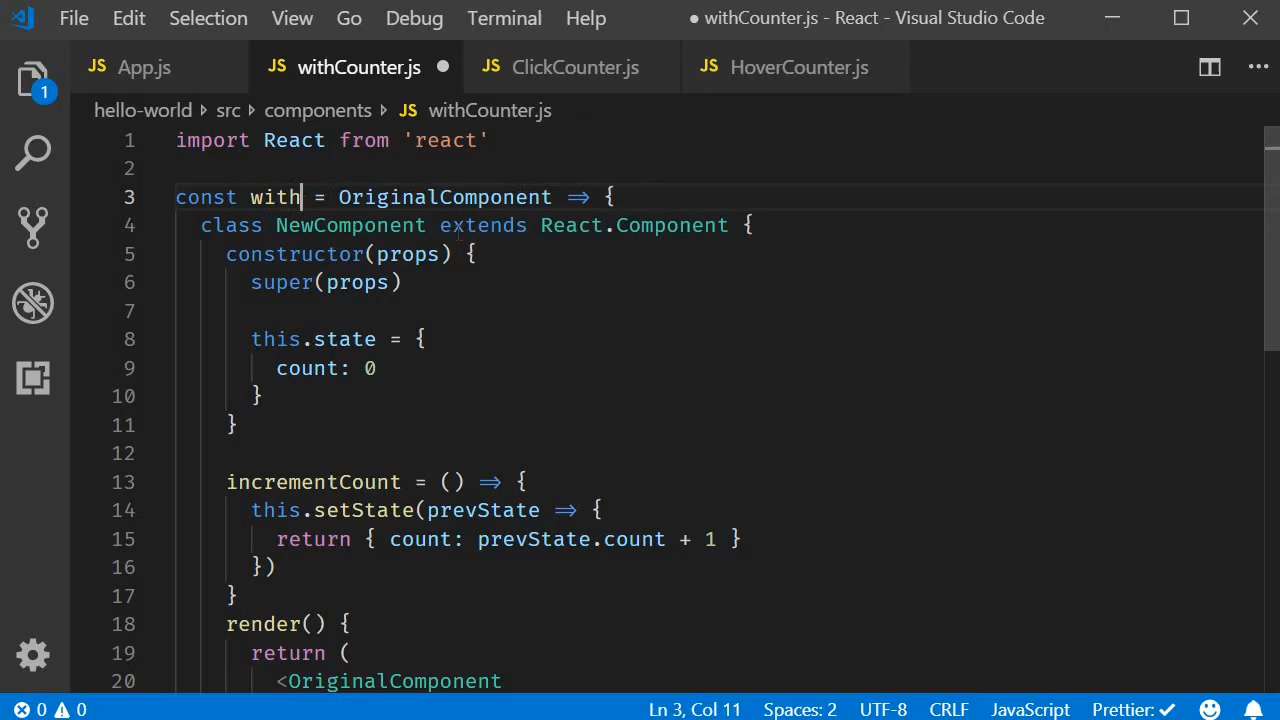 File Edit Selection View Go Debug Terminal Help ● withCounter.js - React - Visual Studio Code
JS App.js JS withCounter.js ● JS ClickCounter.js JS HoverCounter.js
1
hello-world › src › components › JS withCounter.js
1 import React from 'react'
2
3 const with = OriginalComponent => {
4 class NewComponent extends React.Component {
5 constructor(props) {
6 super(props)
7
8 this.state = {
9 count: 0
10 }
11 }
12
13 incrementCount = () => {
14 this.setState(prevState => {
15 return { count: prevState.count + 1 }
16 })
17 }
18 render() {
19 return (
20 <OriginalComponent
0 0 Ln 3, Col 11 Spaces: 2 UTF-8 CRLF JavaScript Prettier: ✓